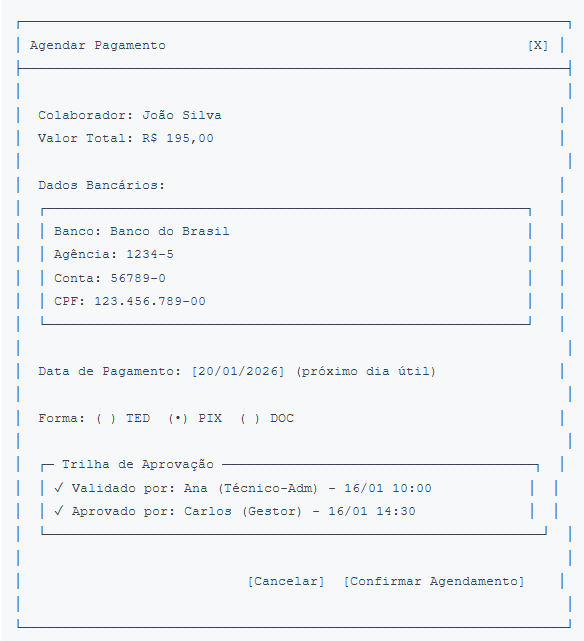 Agendar Pagamento [X]
Colaborador: João Silva
Valor Total: R$ 195,00
Dados Bancários:
Banco: Banco do Brasil
Agência: 1234-5
Conta: 56789-0
CPF: 123.456.789-00
Data de Pagamento: [20/01/2026] (próximo dia útil)
Forma: ( ) TED (•) PIX ( ) DOC
Trilha de Aprovação
✓ Validado por: Ana (Técnico-Adm) - 16/01 10:00
✓ Aprovado por: Carlos (Gestor) - 16/01 14:30
[Cancelar] [Confirmar Agendamento]